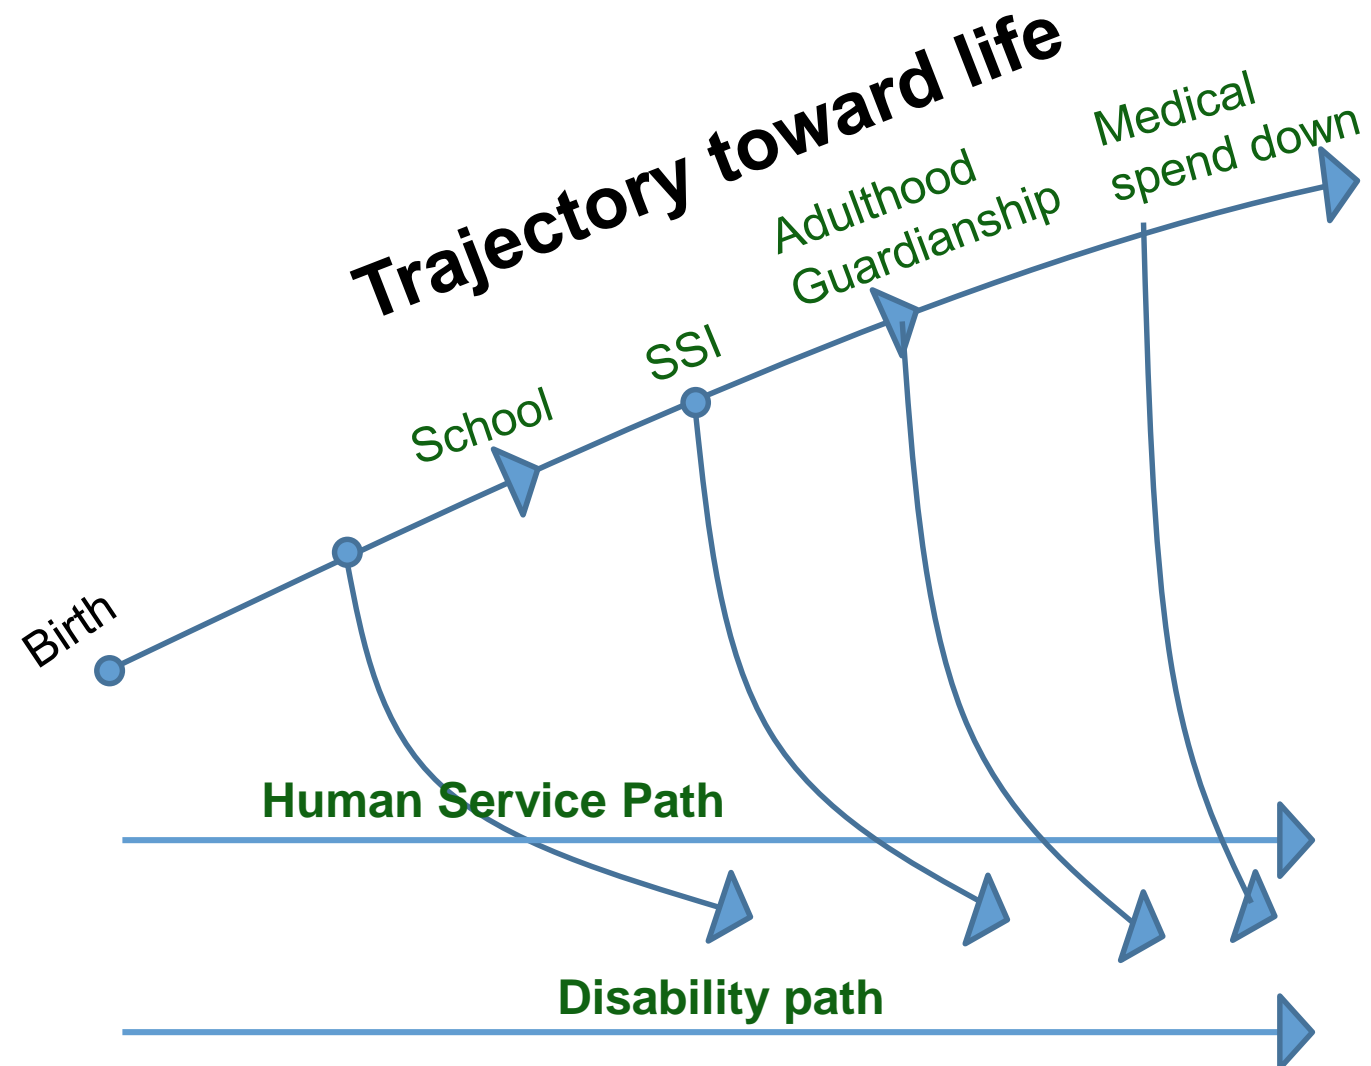 Trajectory toward life
Medical
spend down
Adulthood
Guardianship
SSI
School
Birth
Human Service Path
Disability path